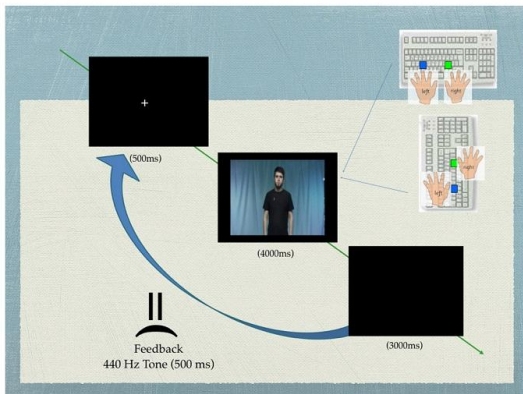 left
right
right
left
(500ms)
(4000ms)
(3000ms)
Feedback
440 Hz Tone (500 ms)